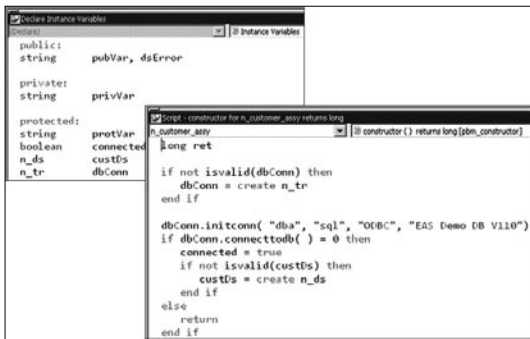 Declare Instance Variables
(Declare)
Instance Variables
public:
string pubVar, dsError
private:
string privVar
protected:
string protVar
boolean connected
n_ds custDs
n_tr dbConn
Script - constructor for n_customer_assy returns long
n_customer_assy
constructor ( ) returns long [pbm_constructor]
long ret
if not isvalid(dbConn) then
dbConn = create n_tr
end if
dbConn.initconn( "dba", "sql", "ODBC", "EAS Demo DB V110")
if dbConn.connecttodb( ) = 0 then
connected = true
if not isvalid(custDs) then
custDs = create n_ds
end if
else
return
end if